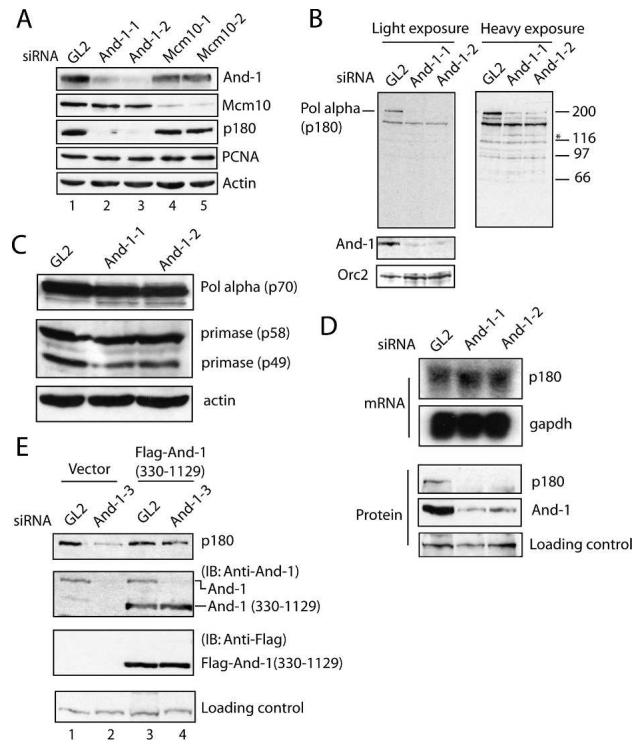 A
siRNA GL2 And-1-1 And-1-2 Mcm10-1 Mcm10-2
And-1
Mcm10
p180
PCNA
Actin
1 2 3 4 5
B
Light exposure Heavy exposure
siRNA GL2 And-1-1 And-1-2 GL2 And-1-1 And-1-2
Pol alpha
(p180)
200
*
116
97
66
And-1
Orc2
C
GL2 And-1-1 And-1-2
Pol alpha (p70)
primase (p58)
primase (p49)
actin
D
siRNA GL2 And-1-1 And-1-2
mRNA
p180
gapdh
Protein
p180
And-1
Loading control
E
Vector
Flag-And-1
(330-1129)
siRNA GL2 And-1-3 GL2 And-1-3
p180
(IB: Anti-And-1)
And-1
And-1 (330-1129)
(IB: Anti-Flag)
Flag-And-1(330-1129)
Loading control
1 2 3 4